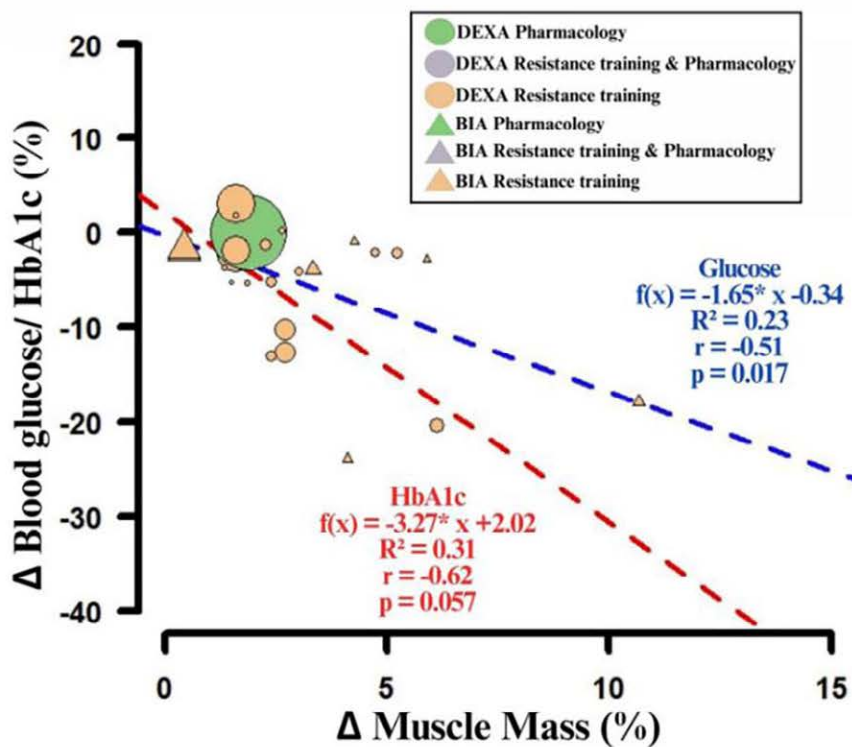 DEXA Pharmacology
DEXA Resistance training & Pharmacology
DEXA Resistance training
BIA Pharmacology
BIA Resistance training & Pharmacology
BIA Resistance training
Δ Blood glucose/ HbA1c (%)
20
10
0
-10
-20
-30
-40
Glucose
f(x) = -1.65* x -0.34
R² = 0.23
r = -0.51
p = 0.017
HbA1c
f(x) = -3.27* x +2.02
R² = 0.31
r = -0.62
p = 0.057
0 5 10 15
Δ Muscle Mass (%)